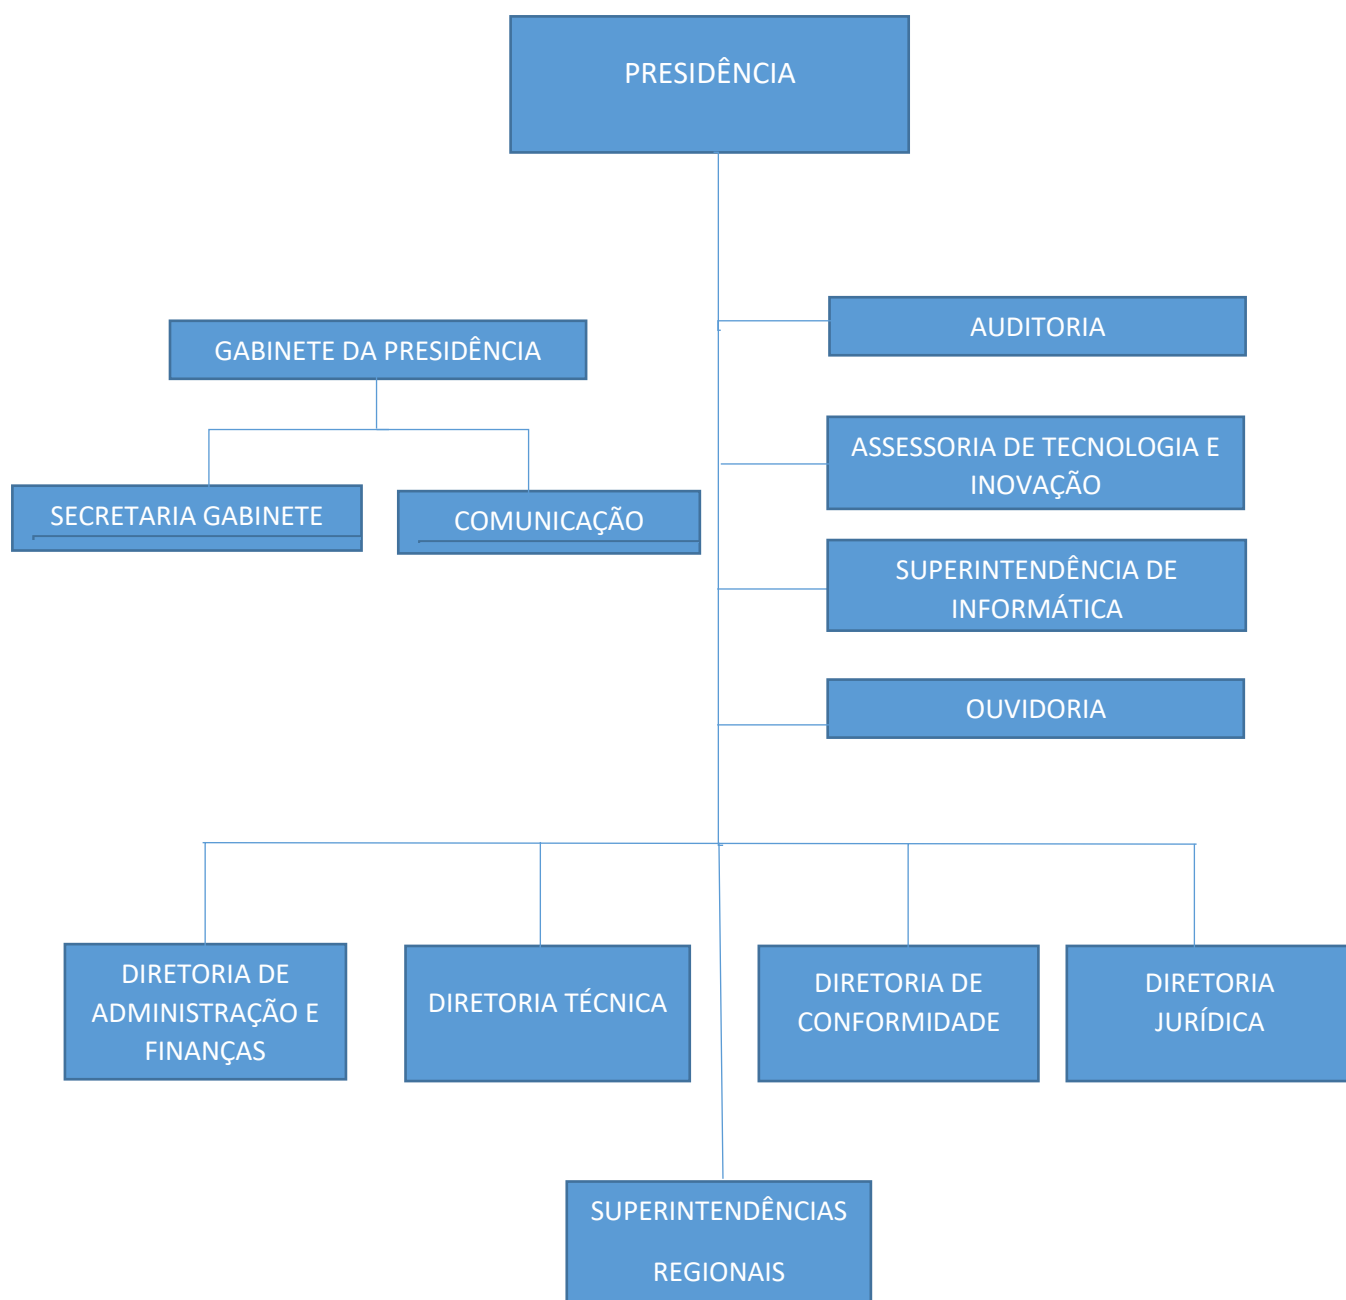 PRESIDÊNCIA
AUDITORIA
GABINETE DA PRESIDÊNCIA
ASSESSORIA DE TECNOLOGIA E
INOVAÇÃO
SECRETARIA GABINETE
COMUNICAÇÃO
SUPERINTENDÊNCIA DE
INFORMÁTICA
OUVIDORIA
DIRETORIA DE
ADMINISTRAÇÃO E
FINANÇAS
DIRETORIA TÉCNICA
DIRETORIA DE
CONFORMIDADE
DIRETORIA
JURÍDICA
SUPERINTENDÊNCIAS
REGIONAIS